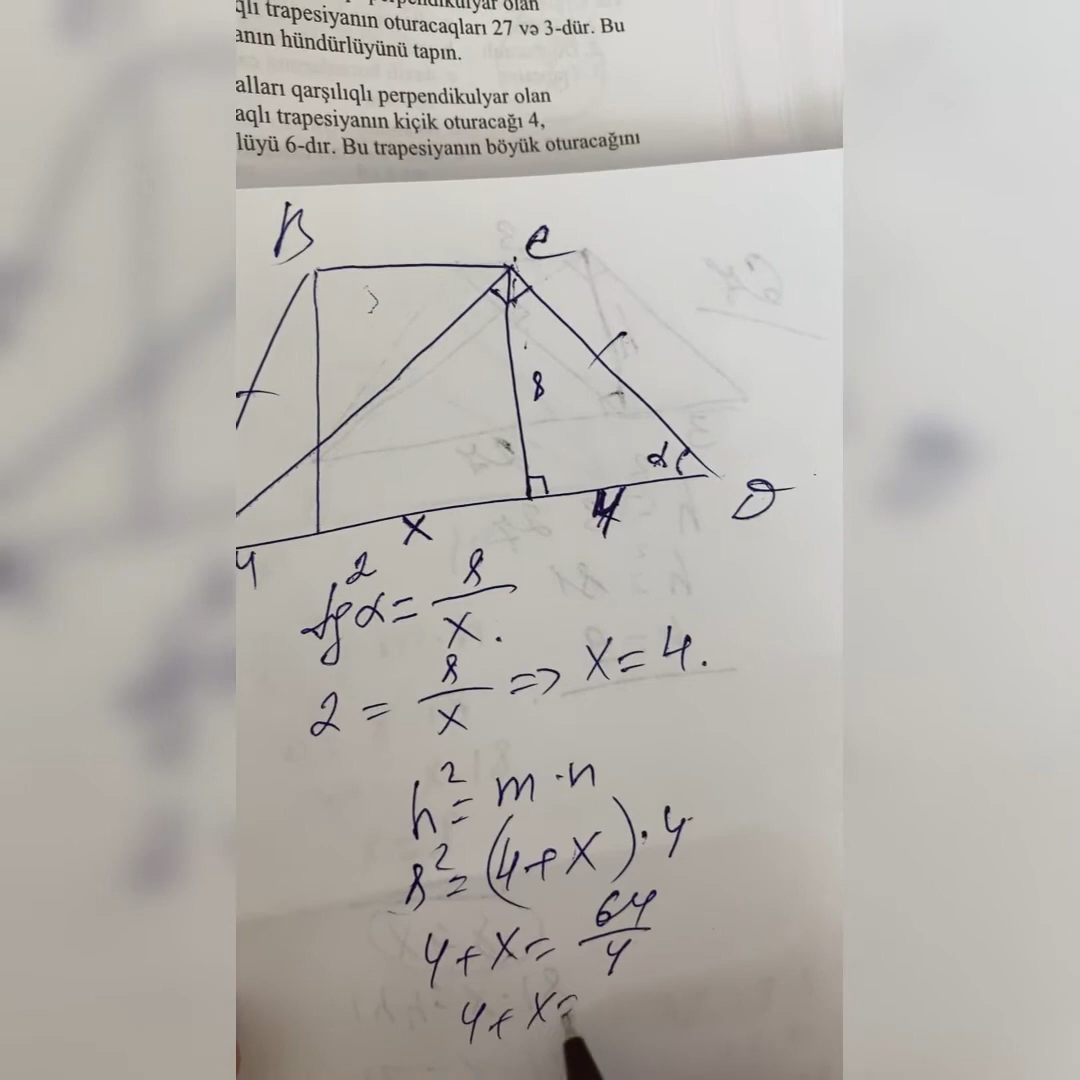 qlı trapesiyanın oturacaqları 27 və 3-dür. Bu
anın hündürlüyünü tapın.
alları qarşılıqlı perpendikulyar olan
aqlı trapesiyanın kiçik oturacağı 4,
lüyü 6-dır. Bu trapesiyanın böyük oturacağını
B
C
8
α
D
x
4
4
2
tgα = 8/x.
2 = 8/x => x = 4.
h² = m · n
8² = (4+x) · 4
4 + x = 64/4
4 + x =